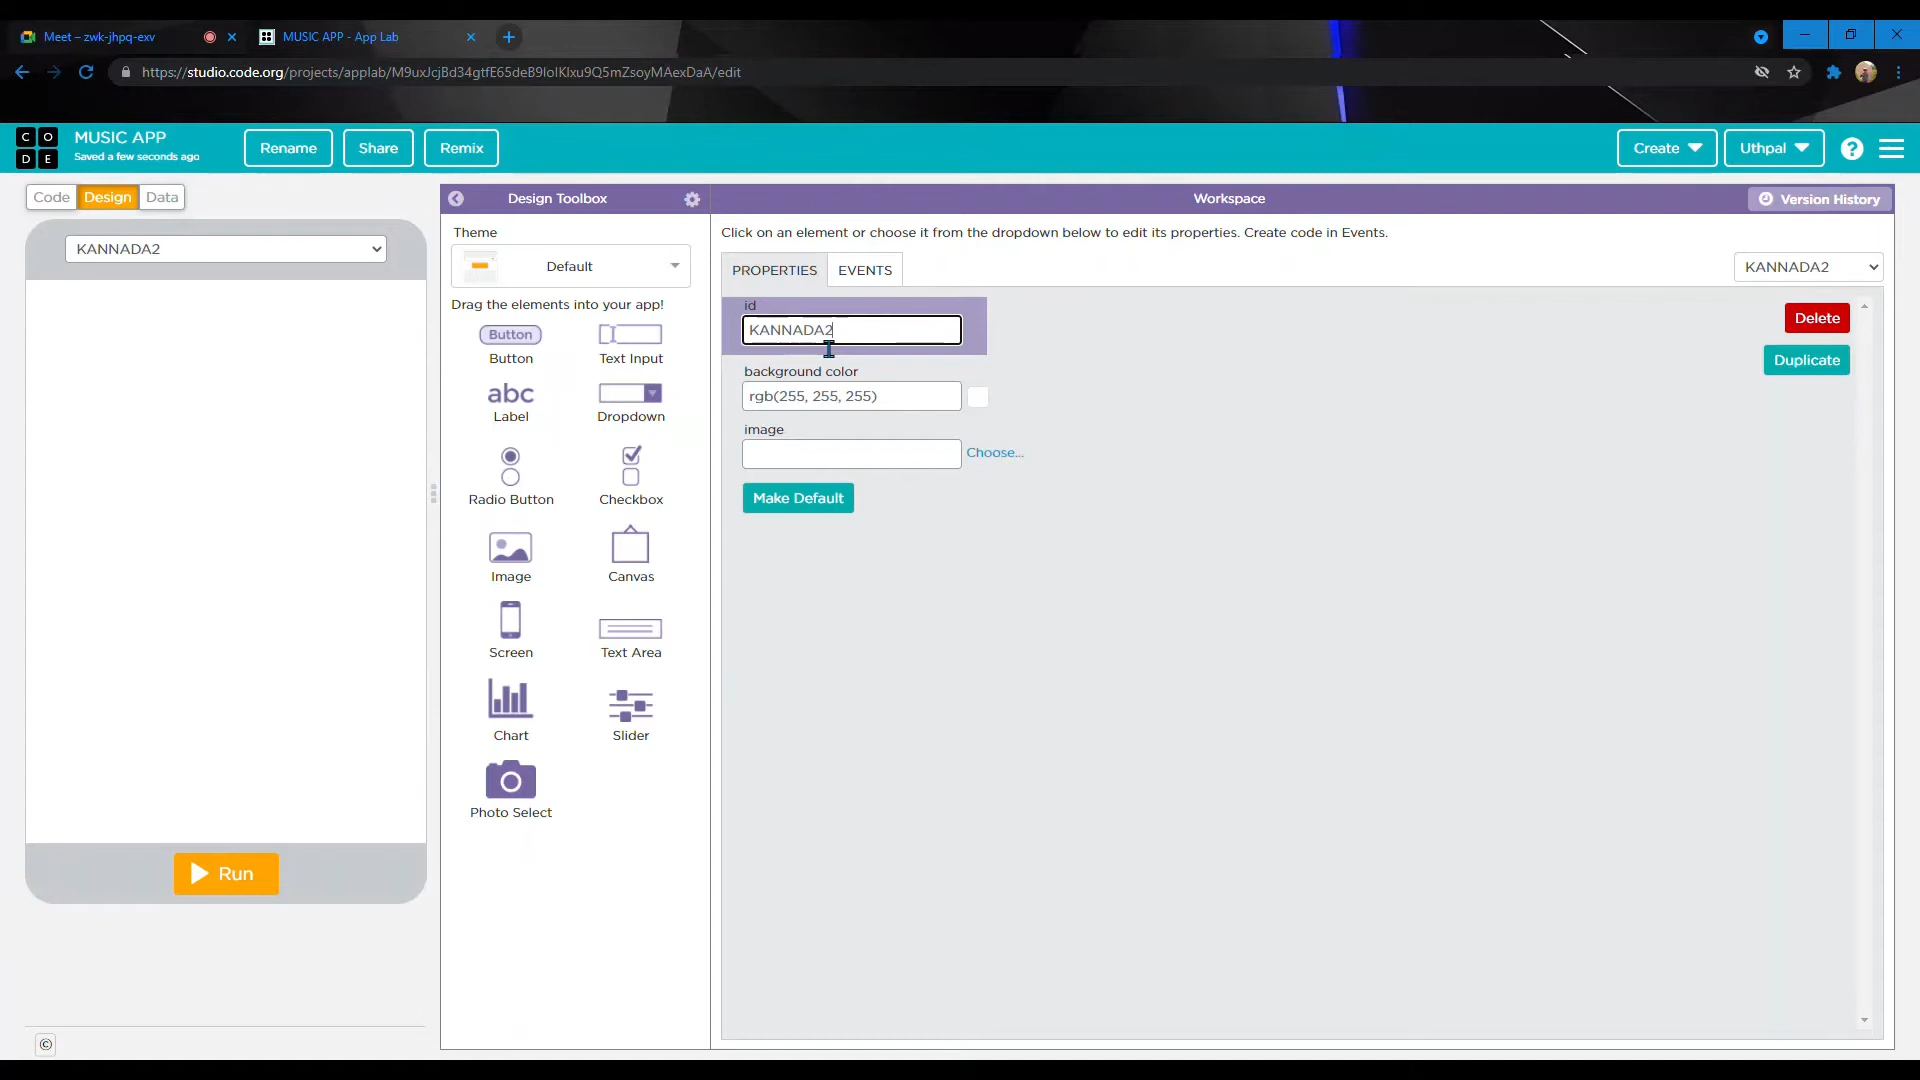 Meet – zwk-jhpq-exv
MUSIC APP - App Lab
https://studio.code.org/projects/applab/M9uxJcjBd34gtfE65deB9IolKlxu9Q5mZsoyMAexDaA/edit
C O D E
MUSIC APP
Saved a few seconds ago
Rename
Share
Remix
Create
Uthpal
?
Code
Design
Data
Design Toolbox
Workspace
Version History
KANNADA2
Theme
Default
Drag the elements into your app!
Button
Button
Text Input
abc
Label
Dropdown
Radio Button
Checkbox
Image
Canvas
Screen
Text Area
Chart
Slider
Photo Select
Click on an element or choose it from the dropdown below to edit its properties. Create code in Events.
PROPERTIES
EVENTS
KANNADA2
id
KANNADA2
Delete
Duplicate
background color
rgb(255, 255, 255)
image
Choose...
Make Default
Run
©